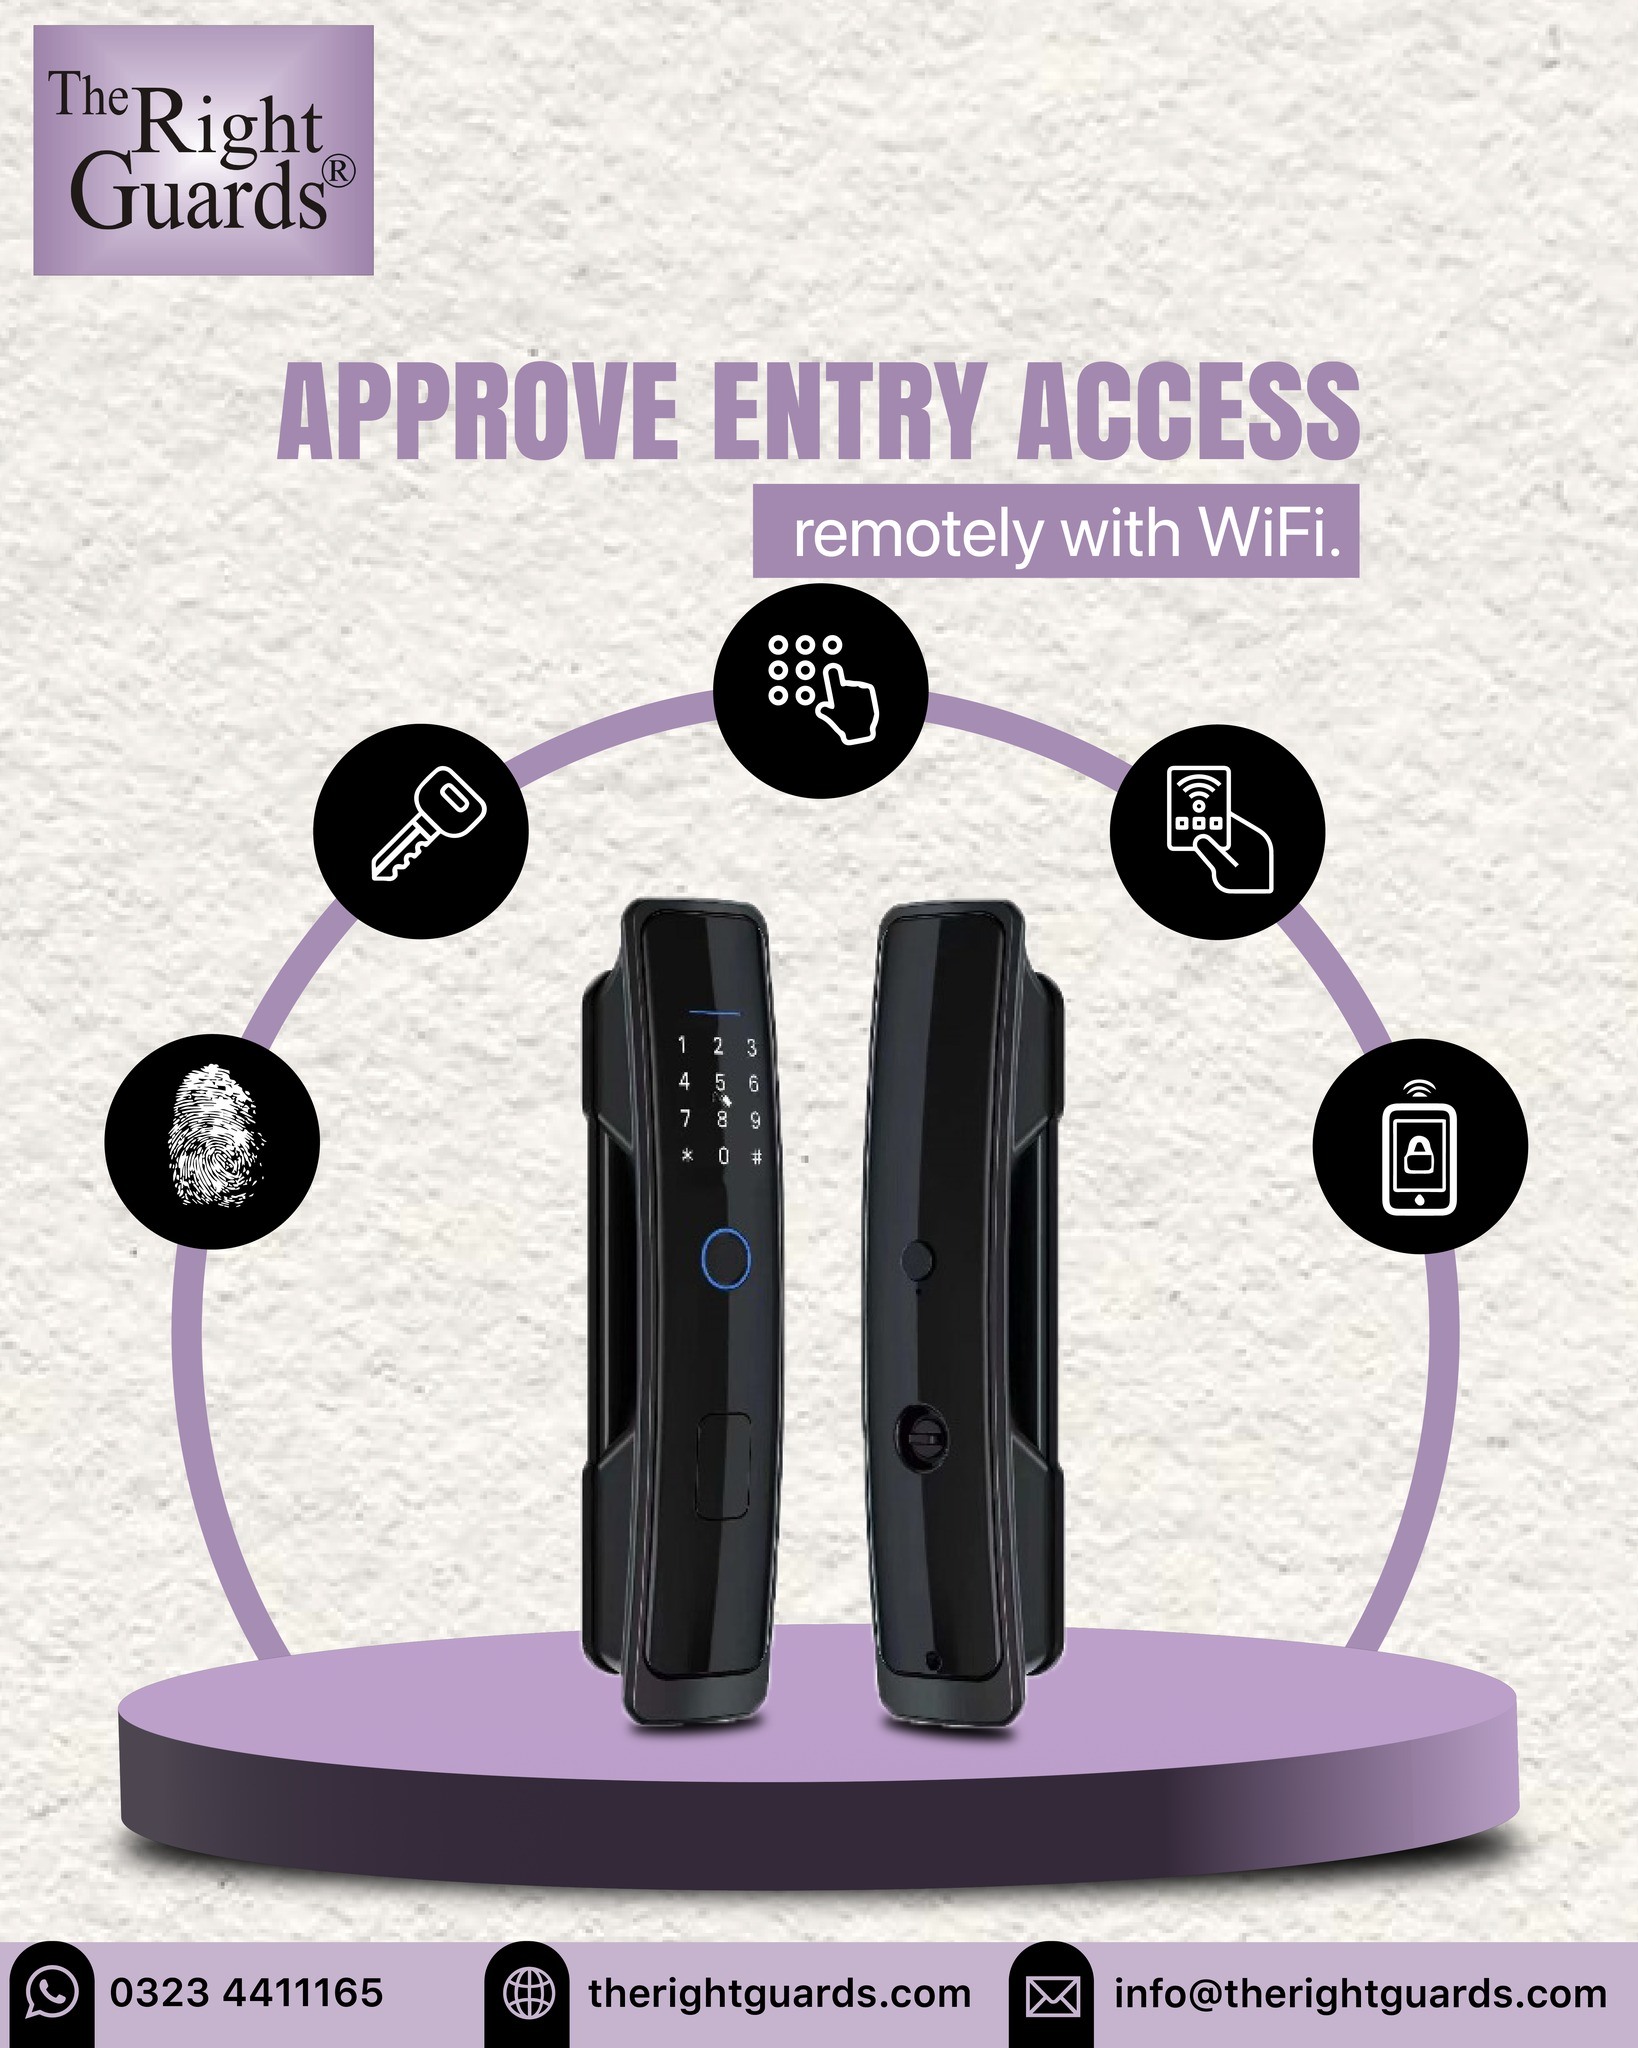 The Right
Guards®
APPROVE ENTRY ACCESS
remotely with WiFi.
1 2 3
4 5 6
7 8 9
* 0 #
0323 4411165
therightguards.com
info@therightguards.com